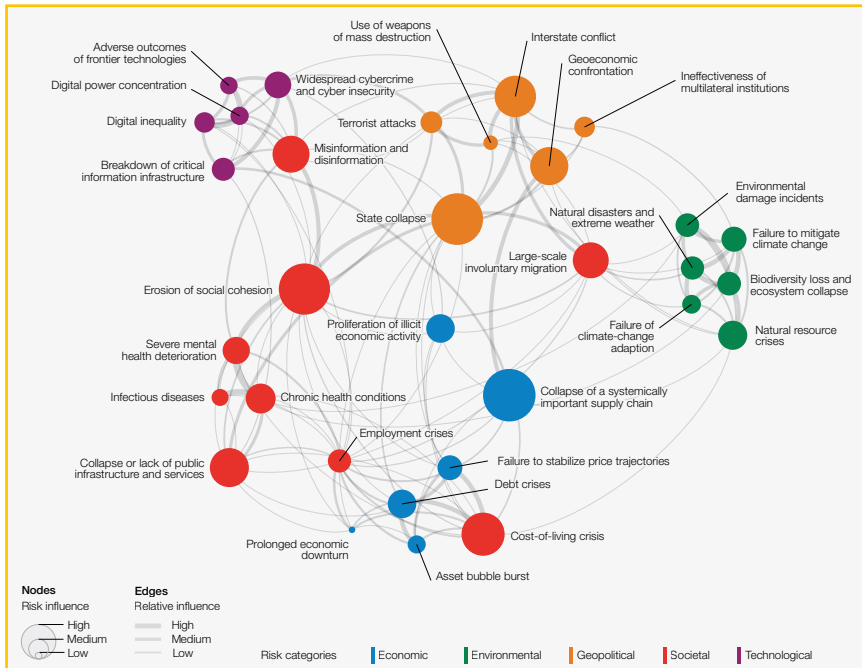 Use of weapons
of mass destruction
Interstate conflict
Adverse outcomes
of frontier technologies
Geoeconomic
confrontation
Digital power concentration
Widespread cybercrime
and cyber insecurity
Ineffectiveness of
multilateral institutions
Digital inequality
Terrorist attacks
Misinformation and
disinformation
Breakdown of critical
information infrastructure
Environmental
damage incidents
State collapse
Natural disasters and
extreme weather
Failure to mitigate
climate change
Large-scale
involuntary migration
Erosion of social cohesion
Biodiversity loss and
ecosystem collapse
Proliferation of illicit
economic activity
Failure of
climate-change
adaption
Natural resource
crises
Severe mental
health deterioration
Infectious diseases
Chronic health conditions
Collapse of a systemically
important supply chain
Employment crises
Collapse or lack of public
infrastructure and services
Failure to stabilize price trajectories
Debt crises
Prolonged economic
downturn
Cost-of-living crisis
Asset bubble burst
Nodes
Risk influence
High
Medium
Low
Edges
Relative influence
High
Medium
Low
Risk categories
Economic
Environmental
Geopolitical
Societal
Technological